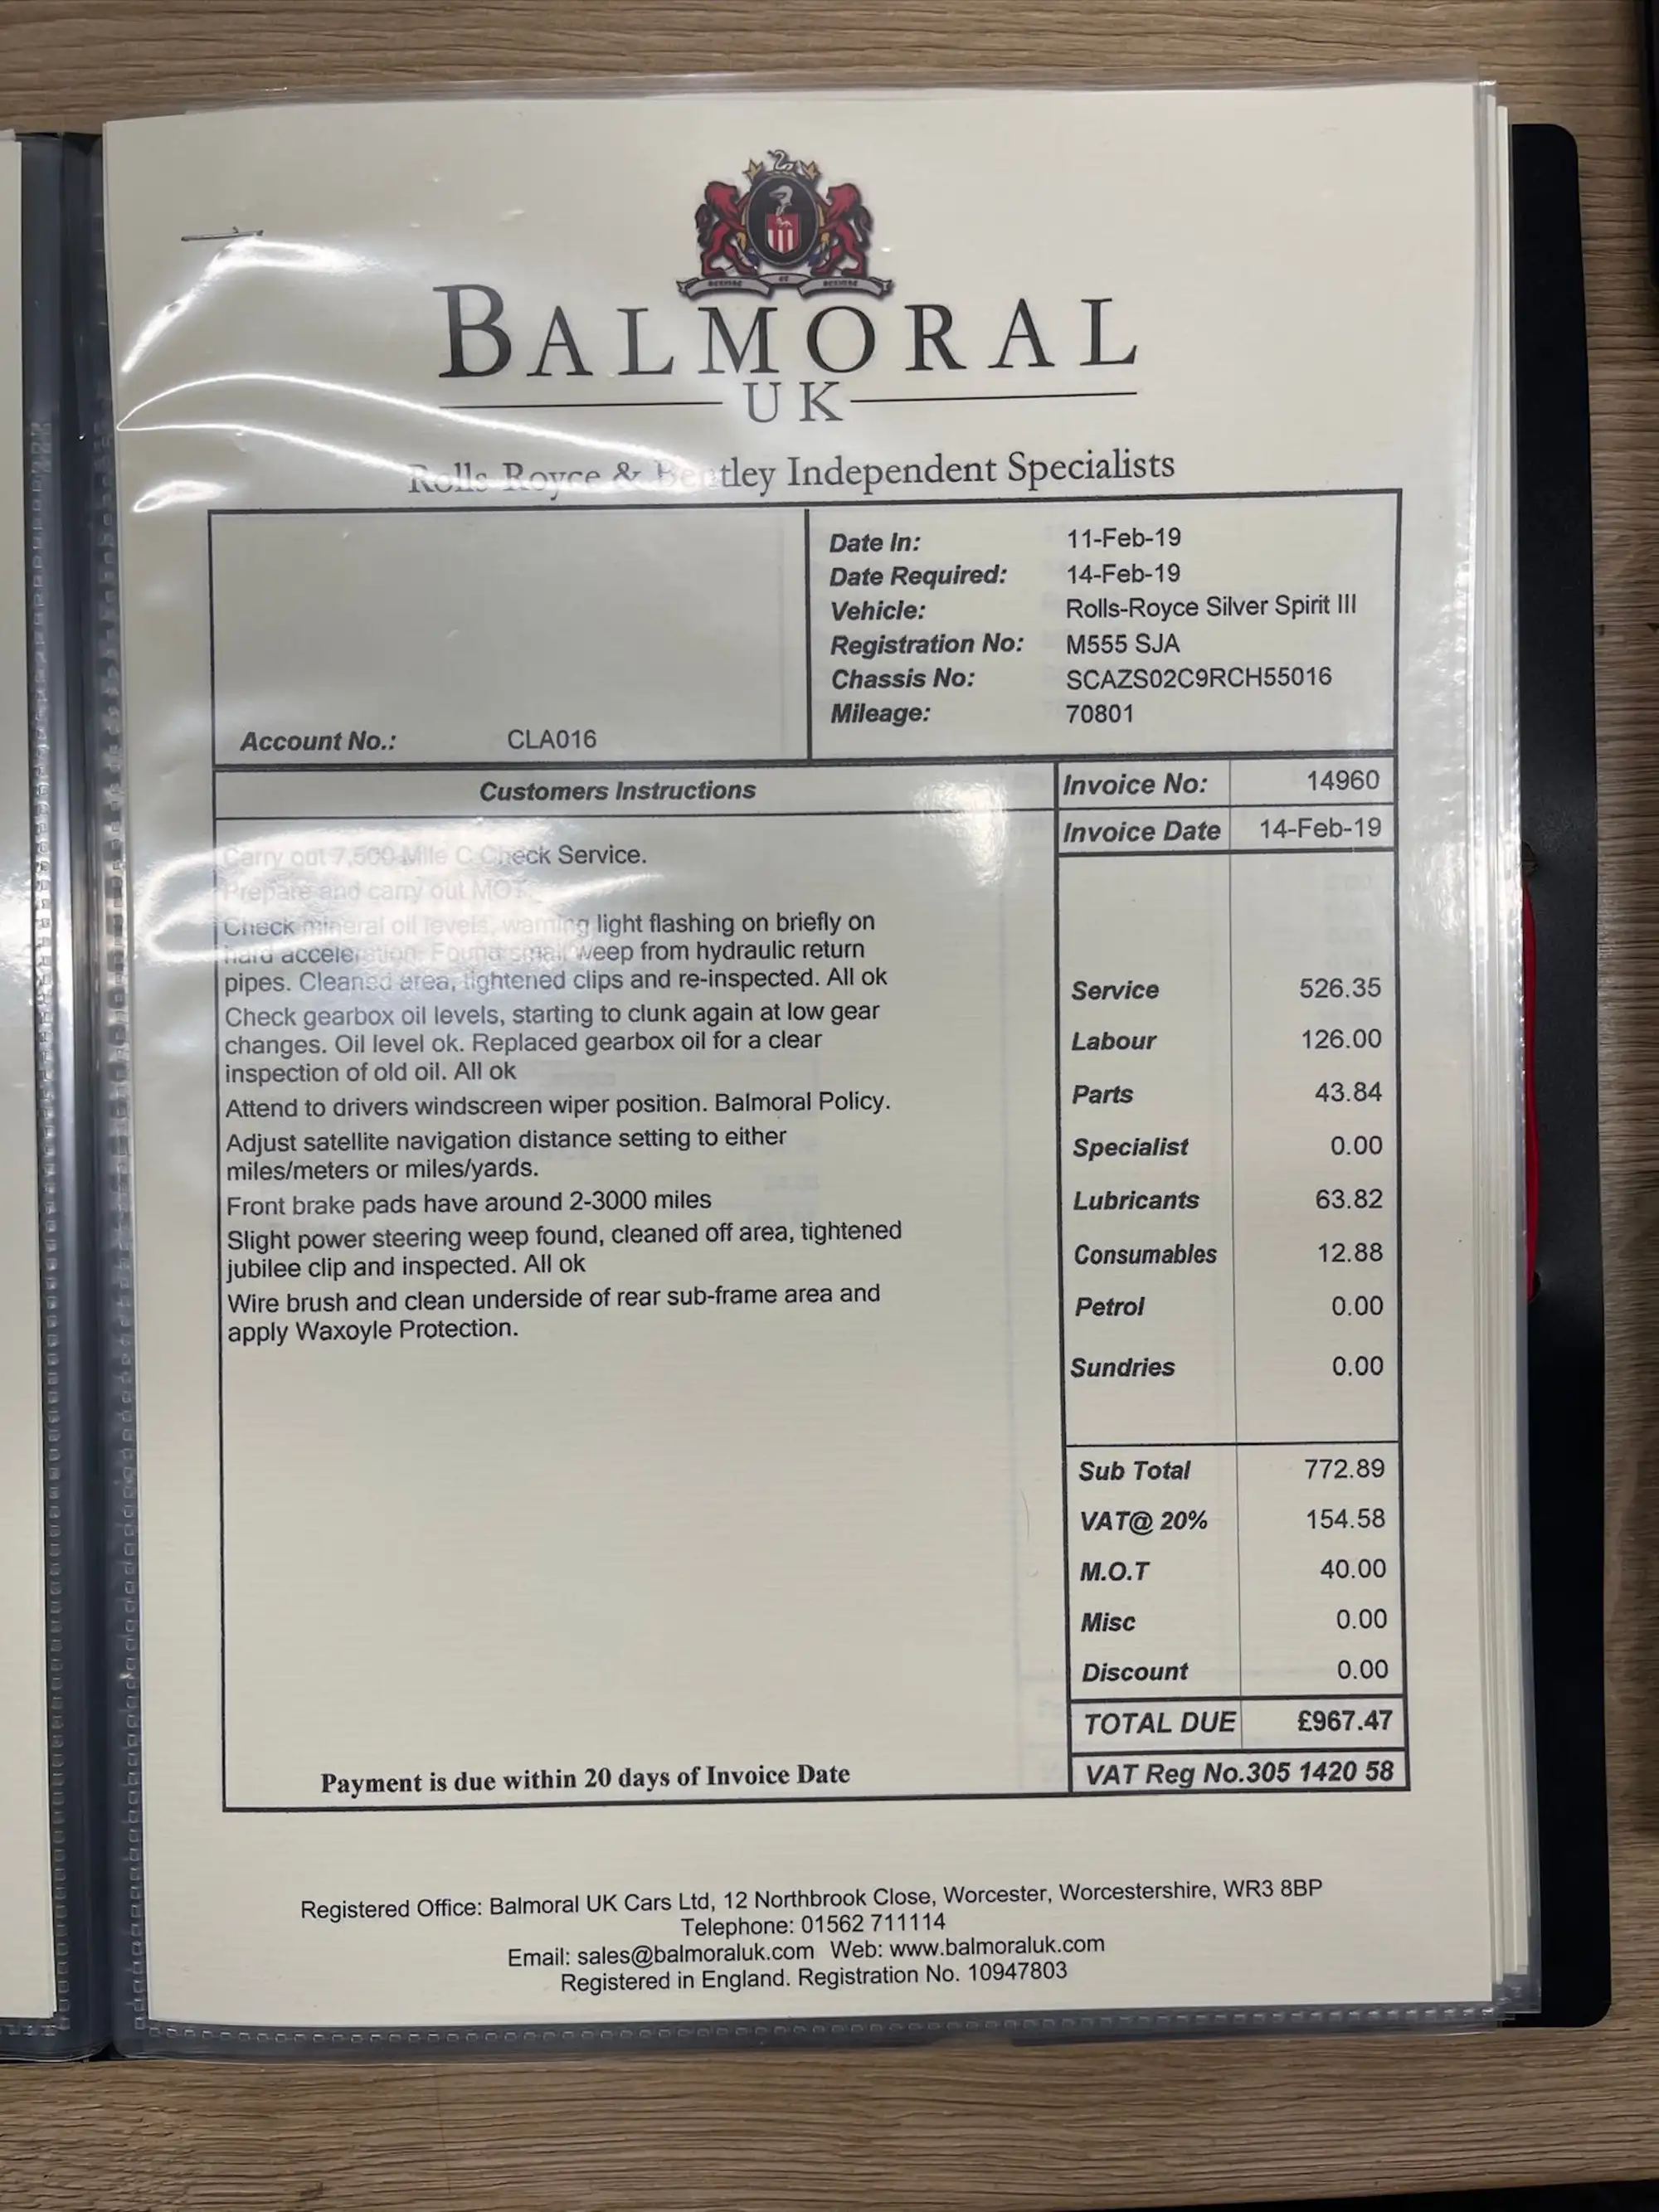 BALMORAL
UK
Rolls-Royce & Bentley Independent Specialists
Date In: 11-Feb-19
Date Required: 14-Feb-19
Vehicle: Rolls-Royce Silver Spirit III
Registration No: M555 SJA
Chassis No: SCAZS02C9RCH55016
Mileage: 70801
Account No.: CLA016
Customers Instructions
Invoice No: 14960
Invoice Date 14-Feb-19
Carry out 7,500 Mile C Check Service.
Prepare and carry out MOT.
Check mineral oil levels, warning light flashing on briefly on
hard acceleration. Found small weep from hydraulic return
pipes. Cleaned area, tightened clips and re-inspected. All ok
Check gearbox oil levels, starting to clunk again at low gear
changes. Oil level ok. Replaced gearbox oil for a clear
inspection of old oil. All ok
Attend to drivers windscreen wiper position. Balmoral Policy.
Adjust satellite navigation distance setting to either
miles/meters or miles/yards.
Front brake pads have around 2-3000 miles
Slight power steering weep found, cleaned off area, tightened
jubilee clip and inspected. All ok
Wire brush and clean underside of rear sub-frame area and
apply Waxoyle Protection.
Service 526.35
Labour 126.00
Parts 43.84
Specialist 0.00
Lubricants 63.82
Consumables 12.88
Petrol 0.00
Sundries 0.00
Sub Total 772.89
VAT@ 20% 154.58
M.O.T 40.00
Misc 0.00
Discount 0.00
TOTAL DUE £967.47
Payment is due within 20 days of Invoice Date
VAT Reg No.305 1420 58
Registered Office: Balmoral UK Cars Ltd, 12 Northbrook Close, Worcester, Worcestershire, WR3 8BP
Telephone: 01562 711114
Email: sales@balmoraluk.com Web: www.balmoraluk.com
Registered in England. Registration No. 10947803